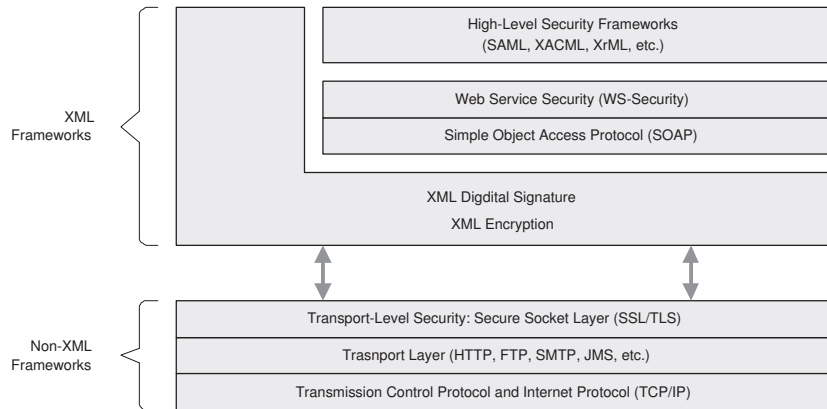 High-Level Security Frameworks
(SAML, XACML, XrML, etc.)
Web Service Security (WS-Security)
Simple Object Access Protocol (SOAP)
XML
Frameworks
XML Digdital Signature
XML Encryption
Transport-Level Security: Secure Socket Layer (SSL/TLS)
Non-XML
Frameworks
Trasnport Layer (HTTP, FTP, SMTP, JMS, etc.)
Transmission Control Protocol and Internet Protocol (TCP/IP)